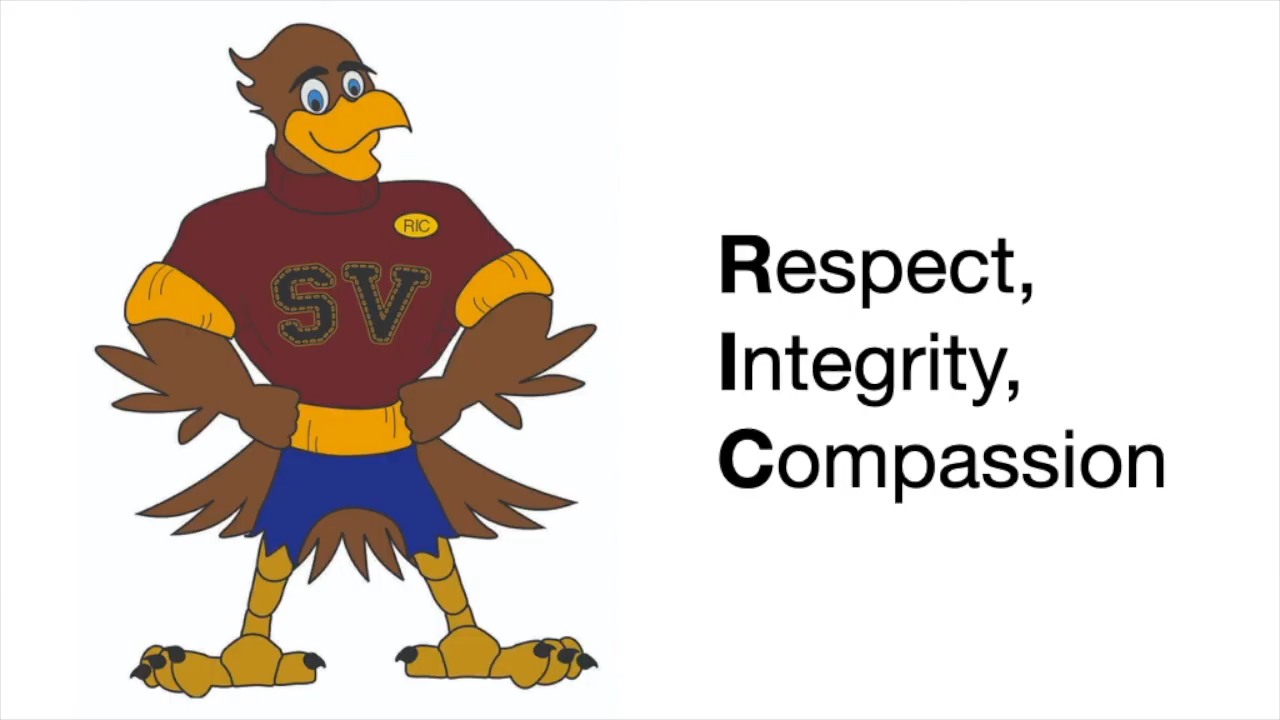 RIC
SV
Respect,
Integrity,
Compassion